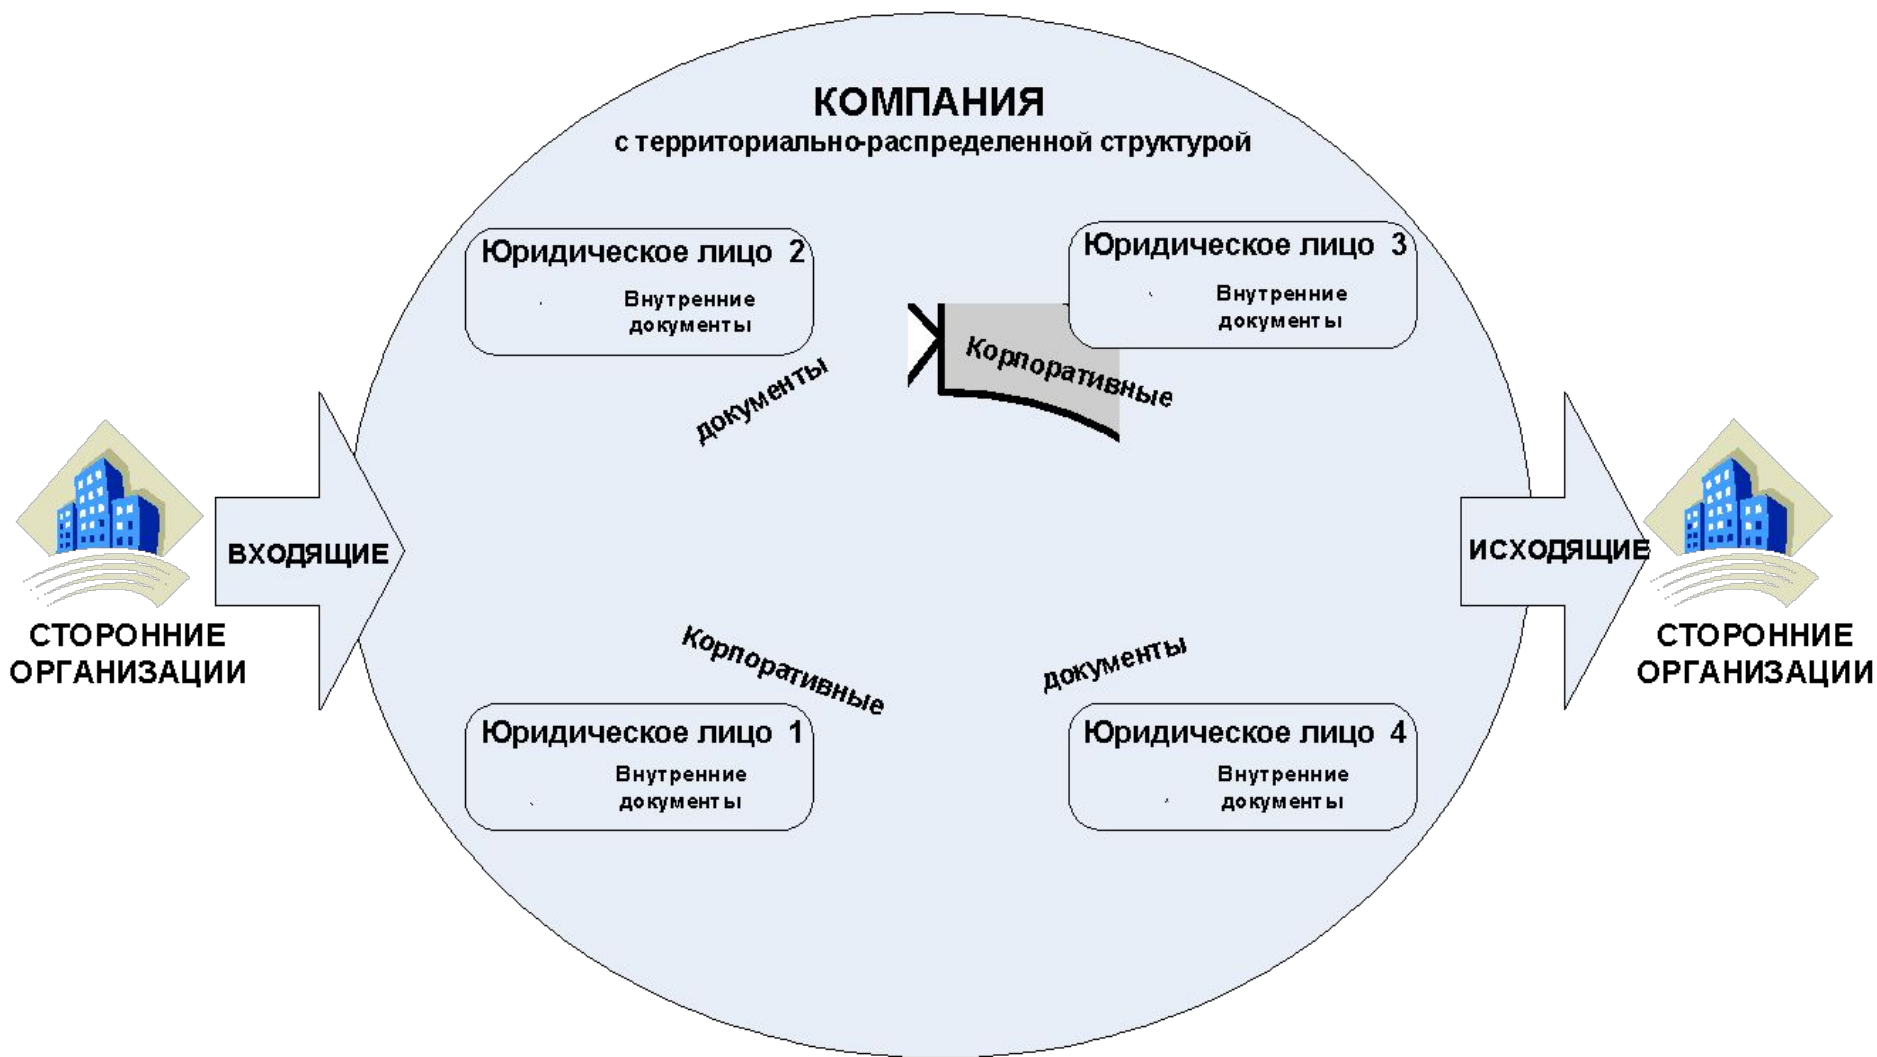 КОМПАНИЯ
с территориально-распределенной структурой
Юридическое лицо 2
Внутренние
документы
Юридическое лицо 3
Внутренние
документы
документы
Корпоративные
ВХОДЯЩИЕ
ИСХОДЯЩИЕ
СТОРОННИЕ
ОРГАНИЗАЦИИ
СТОРОННИЕ
ОРГАНИЗАЦИИ
Корпоративные
документы
Юридическое лицо 1
Внутренние
документы
Юридическое лицо 4
Внутренние
документы